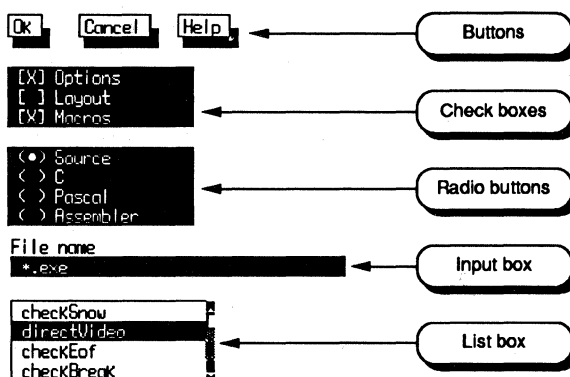 Ok Cancel Help Buttons
[X] Options
[ ] Layout
[X] Macros
Check boxes
(•) Source
( ) C
( ) Pascal
( ) Assembler
Radio buttons
File name
*.exe
Input box
checkSnow
directVideo
checkEof
checkBreak
List box